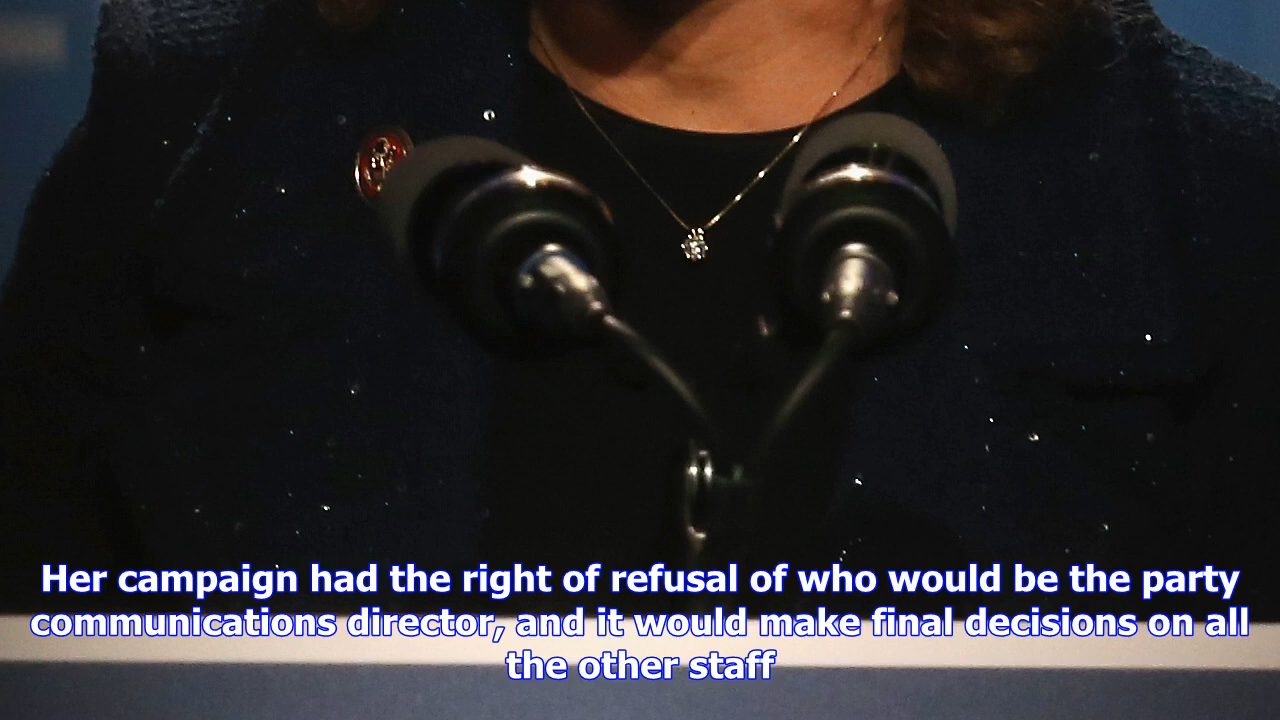 Her campaign had the right of refusal of who would be the party
communications director, and it would make final decisions on all
the other staff